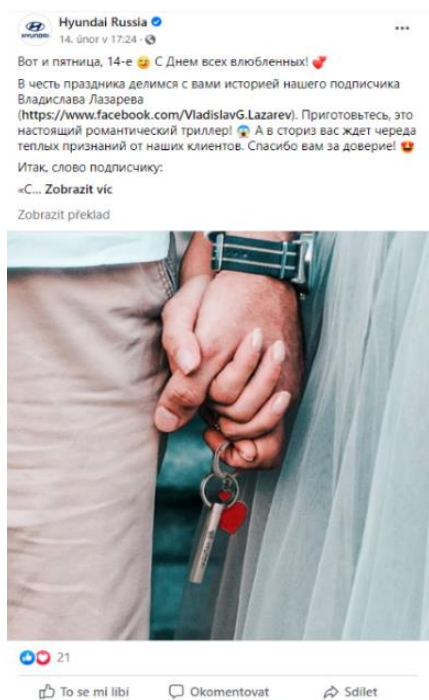 HYUNDAI
Hyundai Russia
14. únor v 17:24 ·
Вот и пятница, 14-е 😜 С Днем всех влюбленных! 💕
В честь праздника делимся с вами историей нашего подписчика
Владислава Лазарева
(https://www.facebook.com/VladislavG.Lazarev). Приготовьтесь, это
настоящий романтический триллер! 😱 А в сториз вас ждет череда
теплых признаний от наших клиентов. Спасибо вам за доверие! 🤩
Итак, слово подписчику:
«С... Zobrazit víc
Zobrazit překlad
21
To se mi líbí
Okomentovat
Sdílet